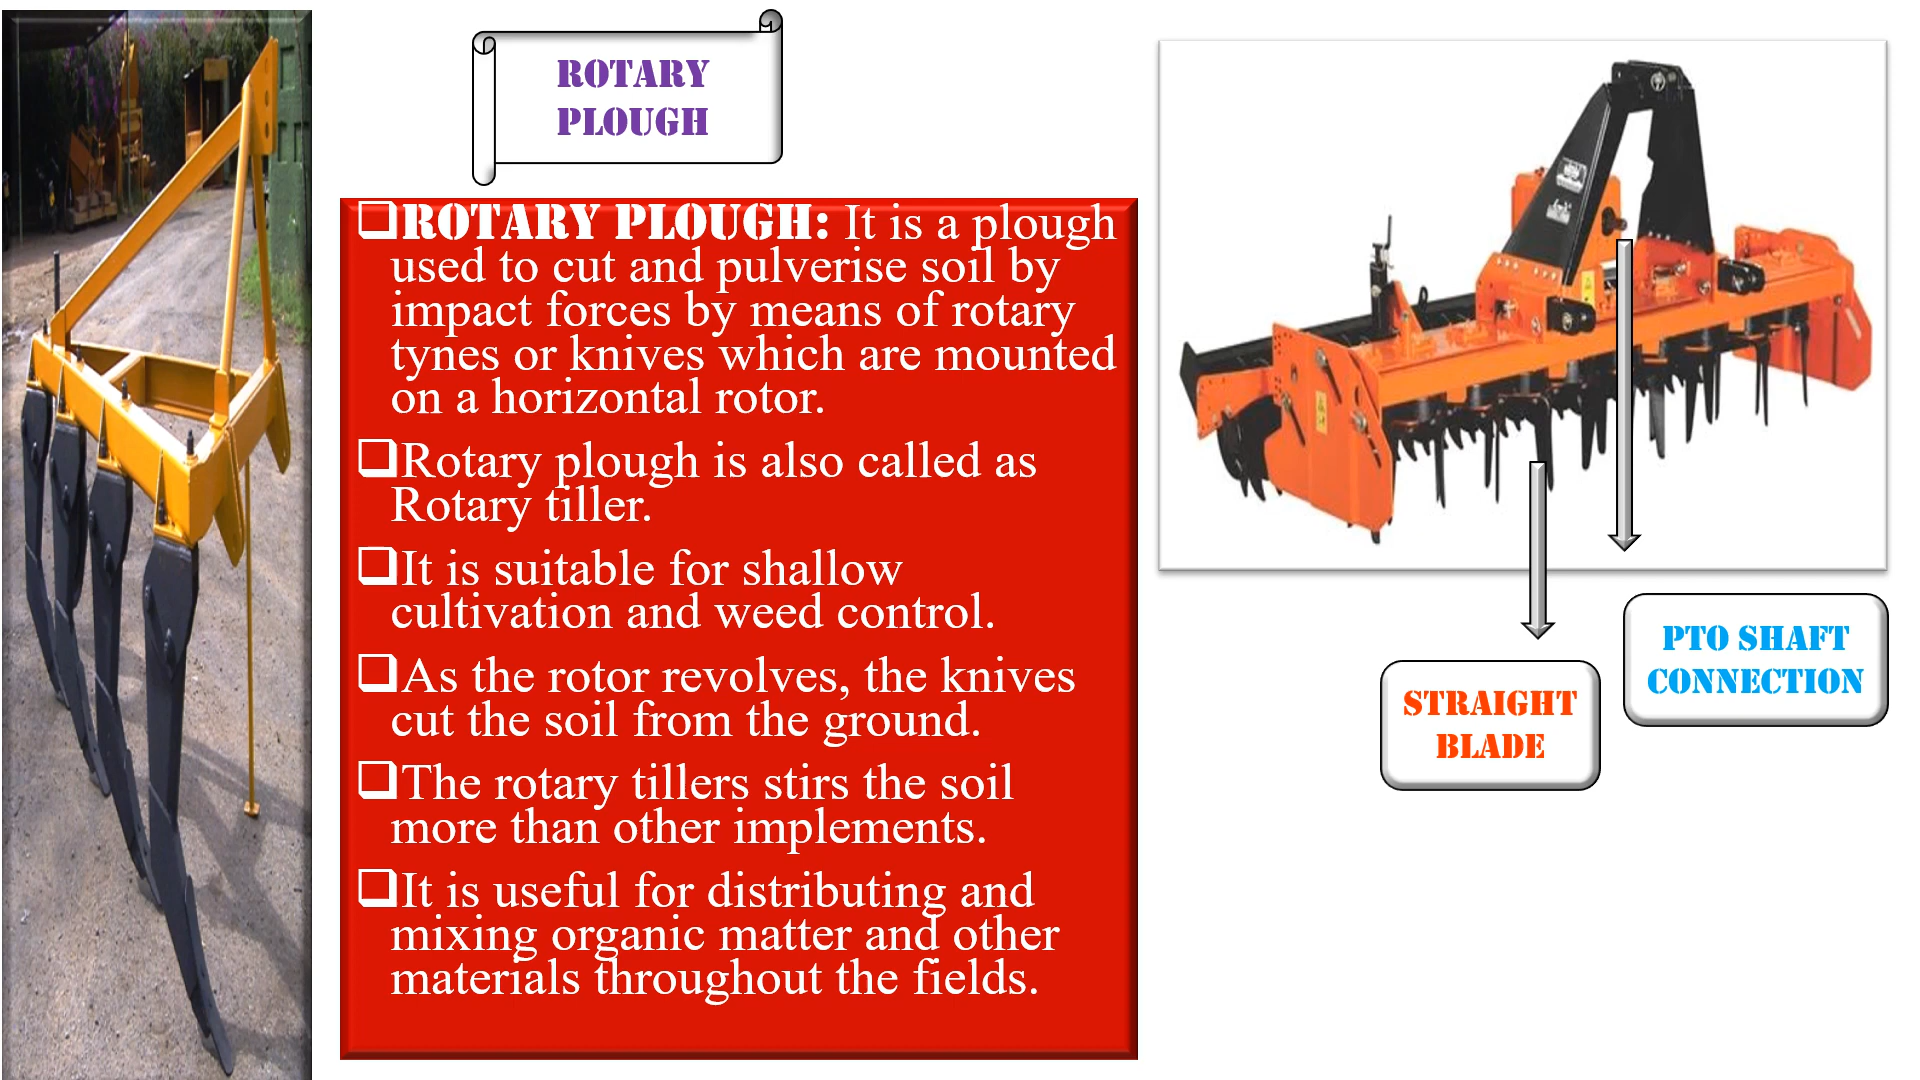 ROTARY
PLOUGH
❑ROTARY PLOUGH: It is a plough
used to cut and pulverise soil by
impact forces by means of rotary
tynes or knives which are mounted
on a horizontal rotor.
❑Rotary plough is also called as
Rotary tiller.
❑It is suitable for shallow
cultivation and weed control.
❑As the rotor revolves, the knives
cut the soil from the ground.
❑The rotary tillers stirs the soil
more than other implements.
❑It is useful for distributing and
mixing organic matter and other
materials throughout the fields.
PTO SHAFT
CONNECTION
STRAIGHT
BLADE